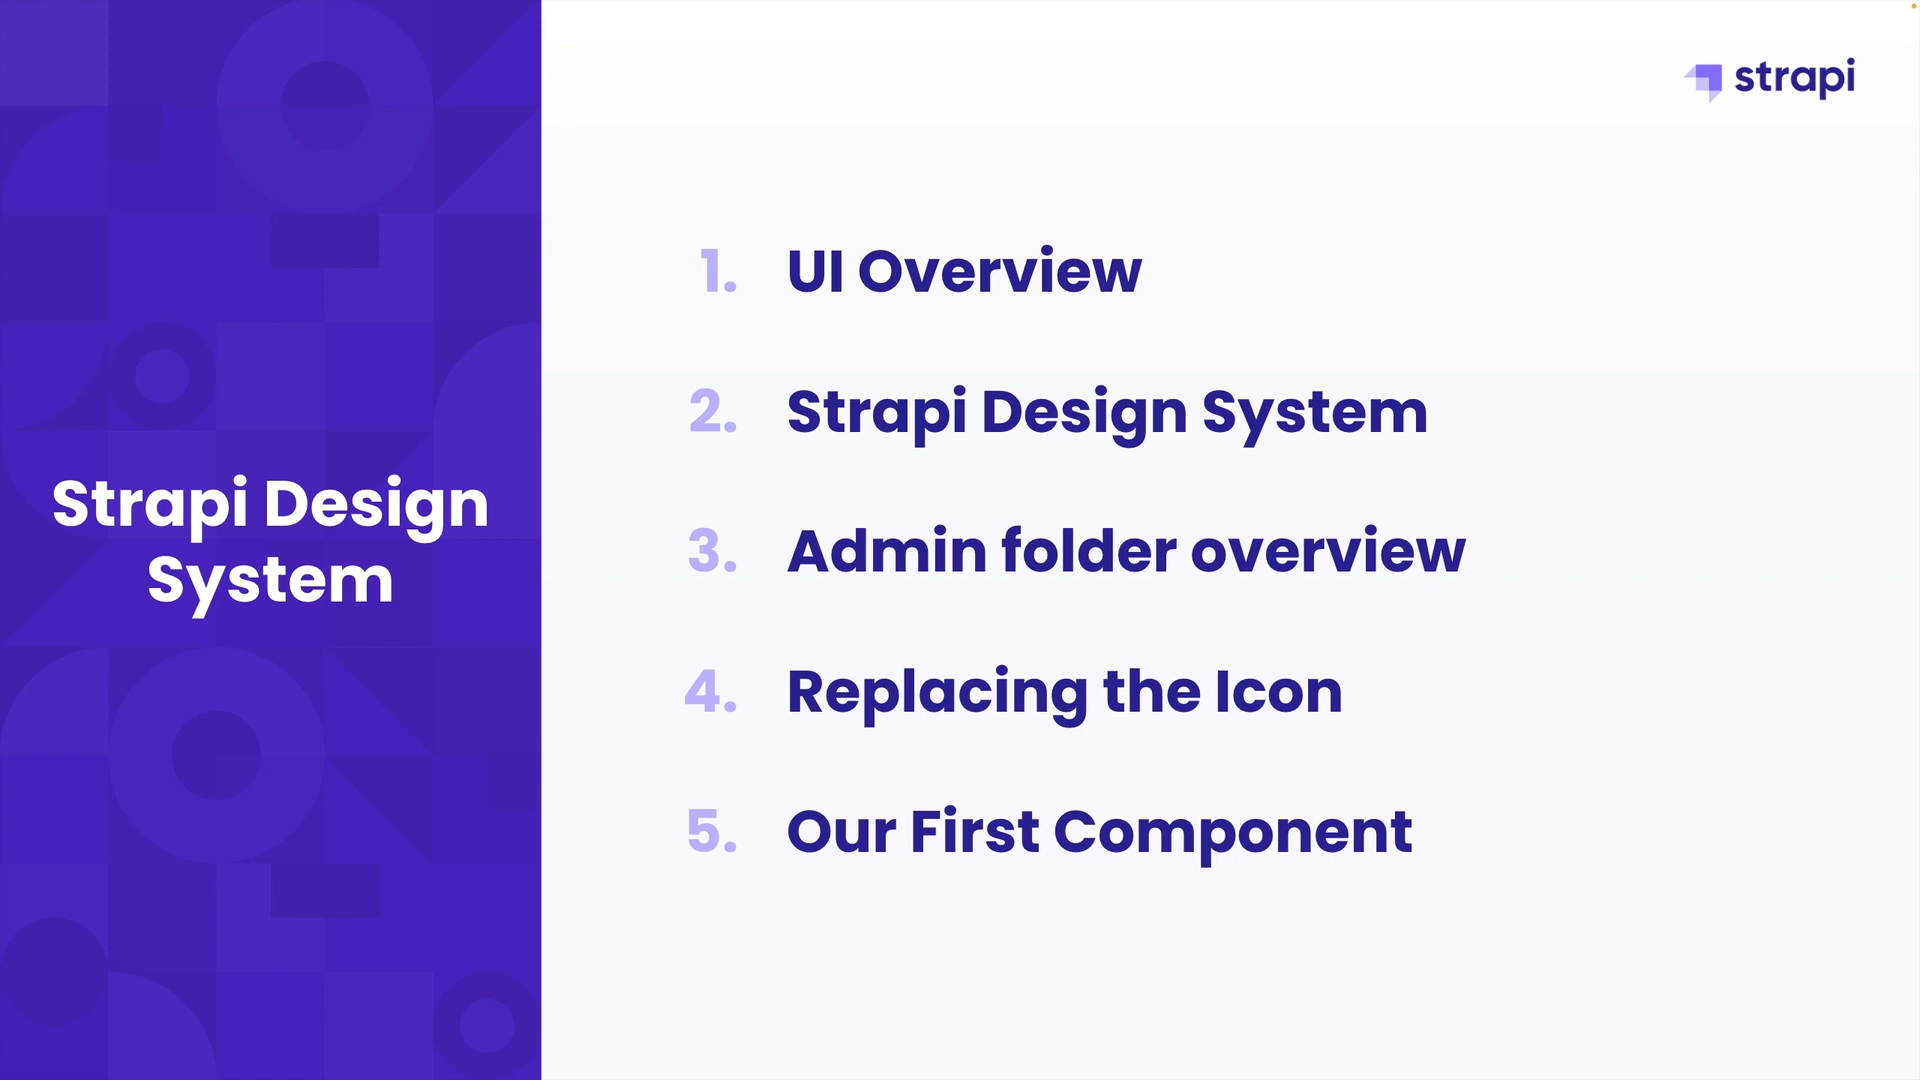 Strapi Design
System
strapi
1. UI Overview
2. Strapi Design System
3. Admin folder overview
4. Replacing the Icon
5. Our First Component